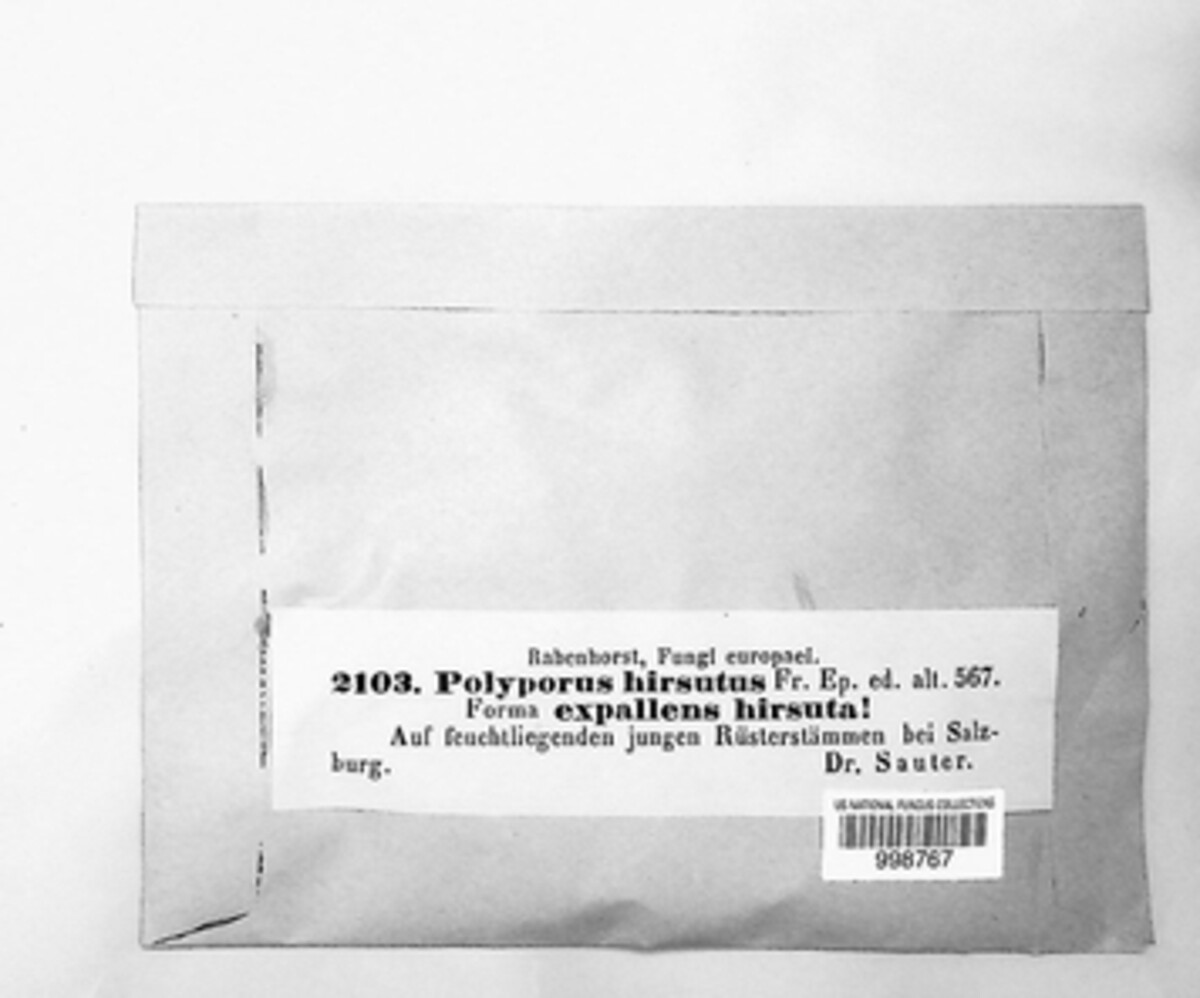 Rabenhorst, Fungi europaei.
2103. Polyporus hirsutus Fr. Ep. ed. alt. 567.
Forma expallens hirsuta!
Auf feuchtliegenden jungen Rüsterstämmen bei Salz-
burg. Dr. Sauter.
US NATIONAL FUNGUS COLLECTIONS
998767